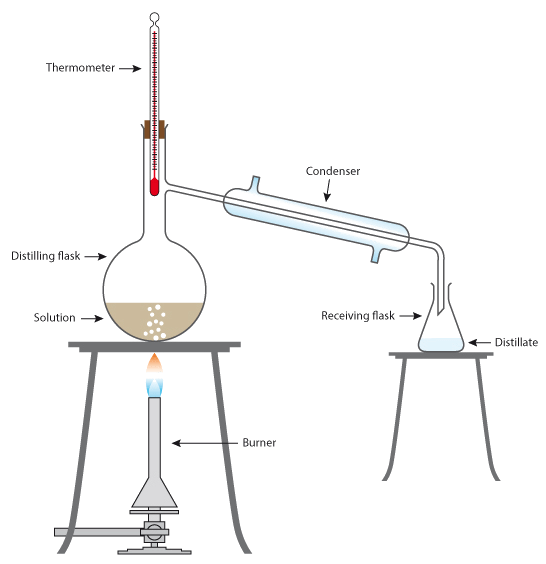 Thermometer
Condenser
Distilling flask
Solution
Receiving flask
Distillate
Burner